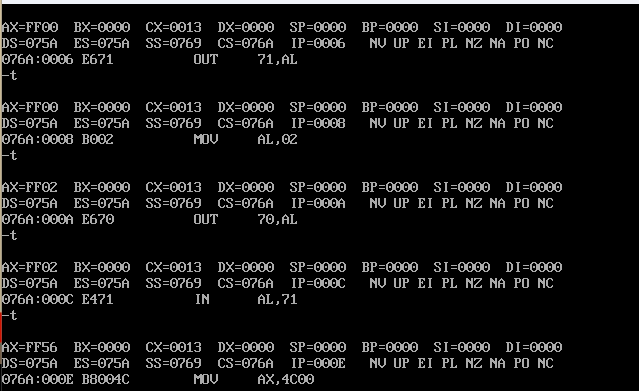 AX=FF00  BX=0000  CX=0013  DX=0000  SP=0000  BP=0000  SI=0000  DI=0000
DS=075A  ES=075A  SS=0769  CS=076A  IP=0006   NV UP EI PL NZ NA PO NC
076A:0006 E671          OUT     71,AL
-t
AX=FF00  BX=0000  CX=0013  DX=0000  SP=0000  BP=0000  SI=0000  DI=0000
DS=075A  ES=075A  SS=0769  CS=076A  IP=0008   NV UP EI PL NZ NA PO NC
076A:0008 B002          MOV     AL,02
-t
AX=FF02  BX=0000  CX=0013  DX=0000  SP=0000  BP=0000  SI=0000  DI=0000
DS=075A  ES=075A  SS=0769  CS=076A  IP=000A   NV UP EI PL NZ NA PO NC
076A:000A E670          OUT     70,AL
-t
AX=FF02  BX=0000  CX=0013  DX=0000  SP=0000  BP=0000  SI=0000  DI=0000
DS=075A  ES=075A  SS=0769  CS=076A  IP=000C   NV UP EI PL NZ NA PO NC
076A:000C E471          IN      AL,71
-t
AX=FF56  BX=0000  CX=0013  DX=0000  SP=0000  BP=0000  SI=0000  DI=0000
DS=075A  ES=075A  SS=0769  CS=076A  IP=000E   NV UP EI PL NZ NA PO NC
076A:000E B8004C        MOV     AX,4C00